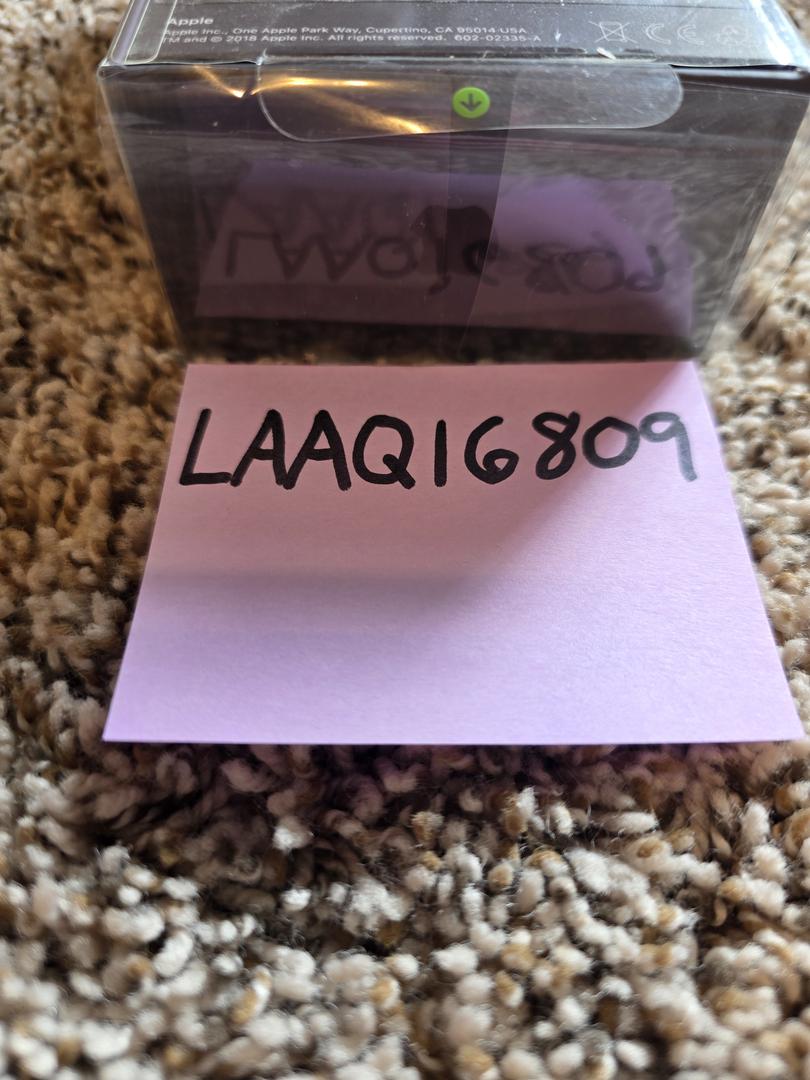 Apple
Apple Inc., One Apple Park Way, Cupertino, CA 95014 USA
TM and © 2018 Apple Inc. All rights reserved. 602-02335-A
LAAQ16809